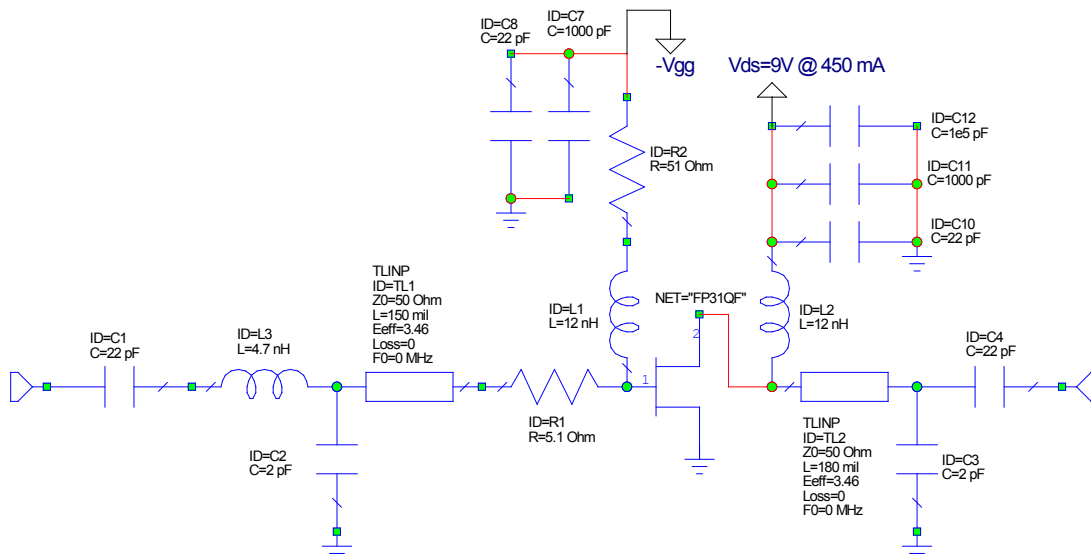 ID=C8
C=22 pF
ID=C7
C=1000 pF
-Vgg
Vds=9V @ 450 mA
ID=C12
C=1e5 pF
ID=R2
R=51 Ohm
ID=C11
C=1000 pF
ID=C10
C=22 pF
TLINP
ID=TL1
Z0=50 Ohm
L=150 mil
Eeff=3.46
Loss=0
F0=0 MHz
NET="FP31QF"
ID=L1
L=12 nH
ID=L2
L=12 nH
2
ID=C1
C=22 pF
ID=L3
L=4.7 nH
ID=C4
C=22 pF
1
ID=R1
R=5.1 Ohm
TLINP
ID=TL2
Z0=50 Ohm
L=180 mil
Eeff=3.46
Loss=0
F0=0 MHz
ID=C2
C=2 pF
ID=C3
C=2 pF